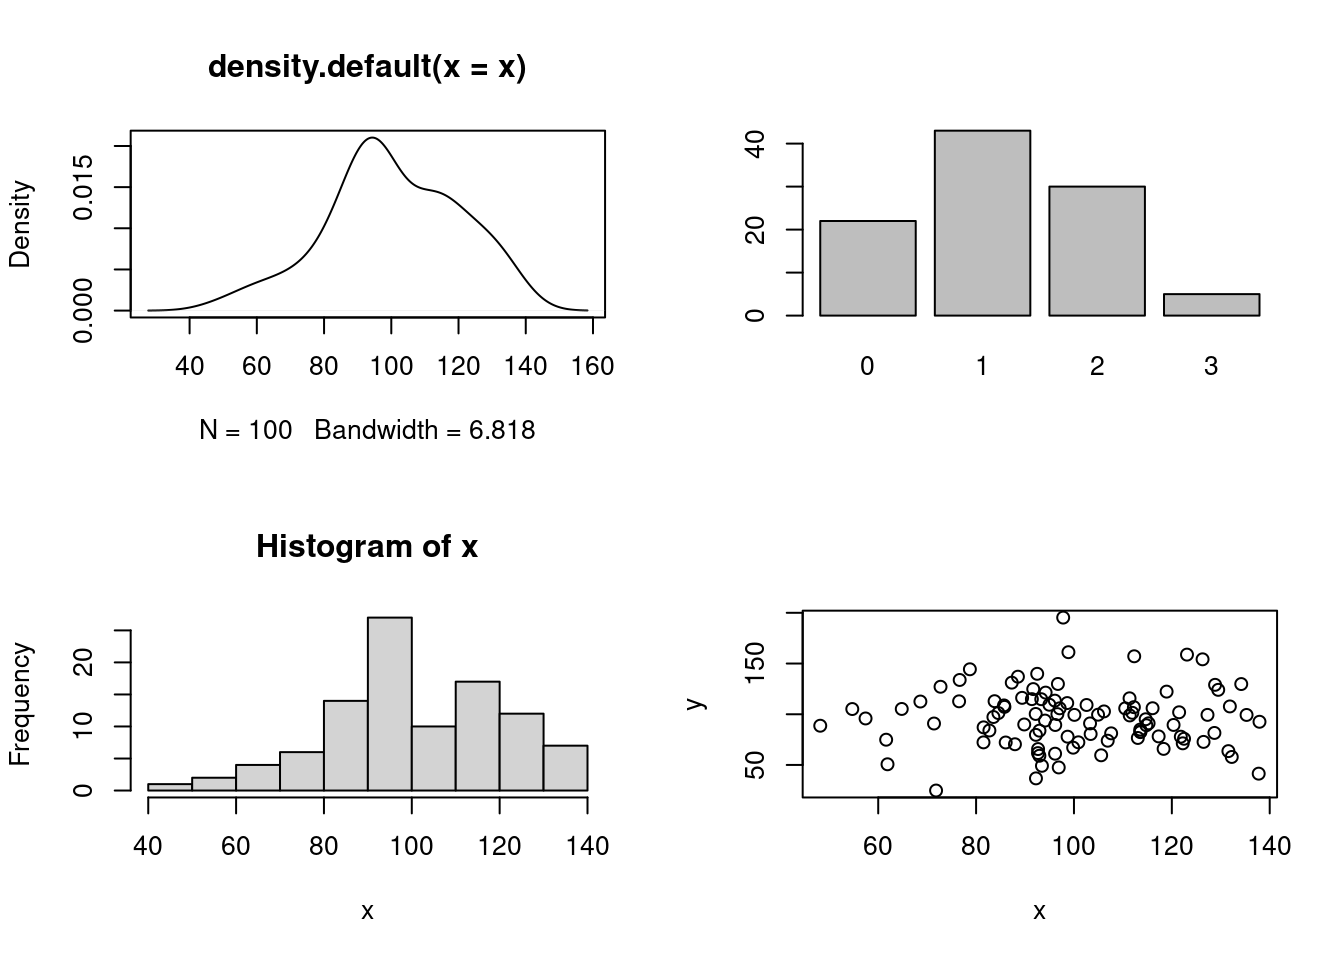 density.default(x = x)
Density
0.000 0.015
40 60 80 100 120 140 160
N = 100 Bandwidth = 6.818
0 20 40
0 1 2 3
Histogram of x
Frequency
0 10 20
40 60 80 100 120 140
x
y
50 150
60 80 100 120 140
x